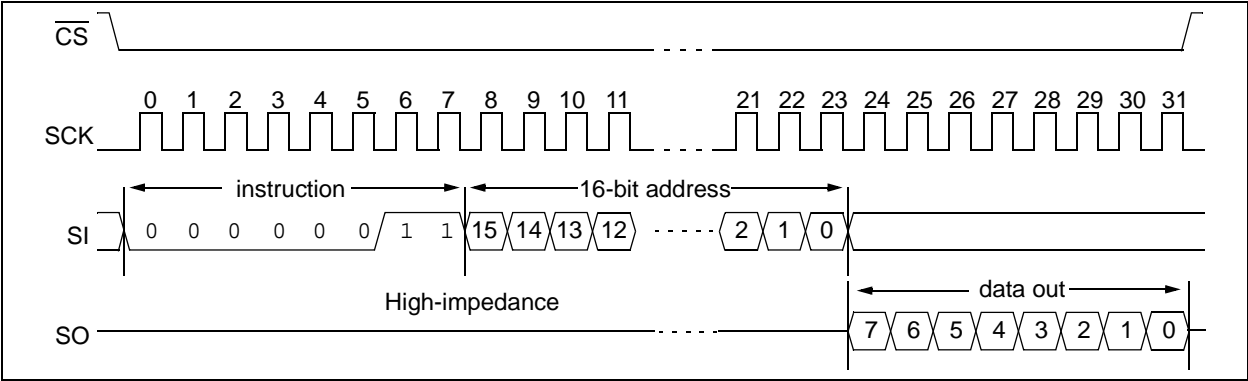 CS
0 1 2 3 4 5 6 7 8 9 10 11 21 22 23 24 25 26 27 28 29 30 31
SCK
instruction 16-bit address
SI 0 0 0 0 0 0 1 1 15 14 13 12 2 1 0
High-impedance data out
SO 7 6 5 4 3 2 1 0